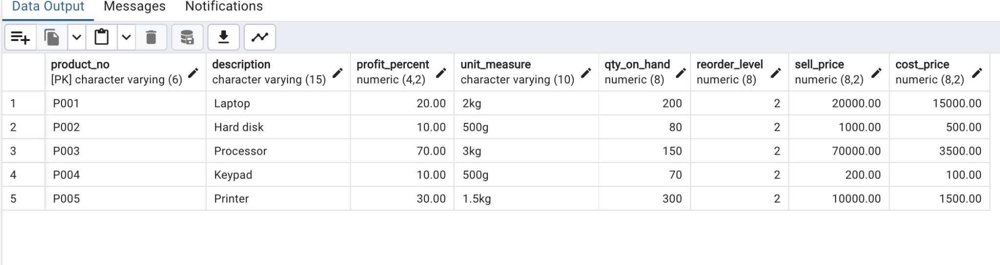 Data Output Messages Notifications
product_no description profit_percent unit_measure qty_on_hand reorder_level sell_price cost_price
[PK] character varying (6) character varying (15) numeric (4,2) character varying (10) numeric (8) numeric (8) numeric (8,2) numeric (8,2)
1 P001 Laptop 20.00 2kg 200 2 20000.00 15000.00
2 P002 Hard disk 10.00 500g 80 2 1000.00 500.00
3 P003 Processor 70.00 3kg 150 2 70000.00 3500.00
4 P004 Keypad 10.00 500g 70 2 200.00 100.00
5 P005 Printer 30.00 1.5kg 300 2 10000.00 1500.00